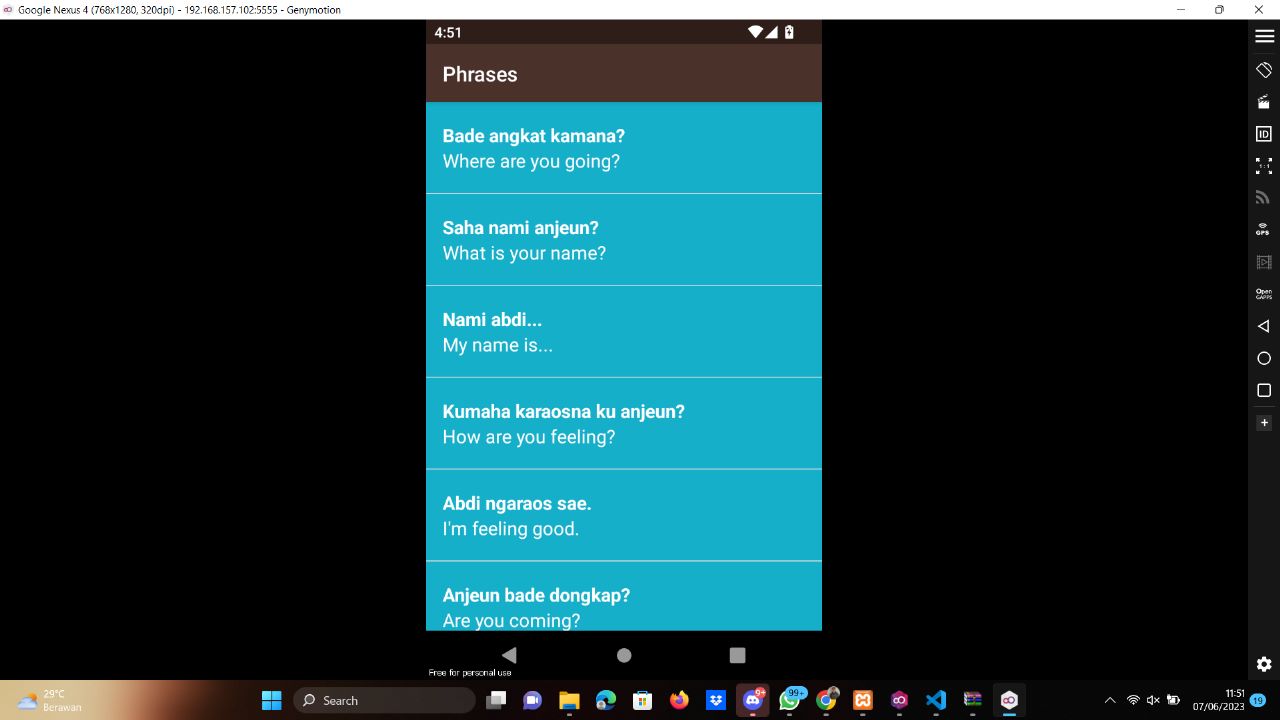 Google Nexus 4 (768x1280, 320dpi) - 192.168.157.102:5555 - Genymotion
4:51
Phrases
Bade angkat kamana?
Where are you going?
Saha nami anjeun?
What is your name?
Nami abdi...
My name is...
Kumaha karaosna ku anjeun?
How are you feeling?
Abdi ngaraos sae.
I'm feeling good.
Anjeun bade dongkap?
Are you coming?
Free for personal use
ID
1:1
GPS
Open
GAPPS
29°C
Berawan
Search
9+
99+
11:51
07/06/2023
19